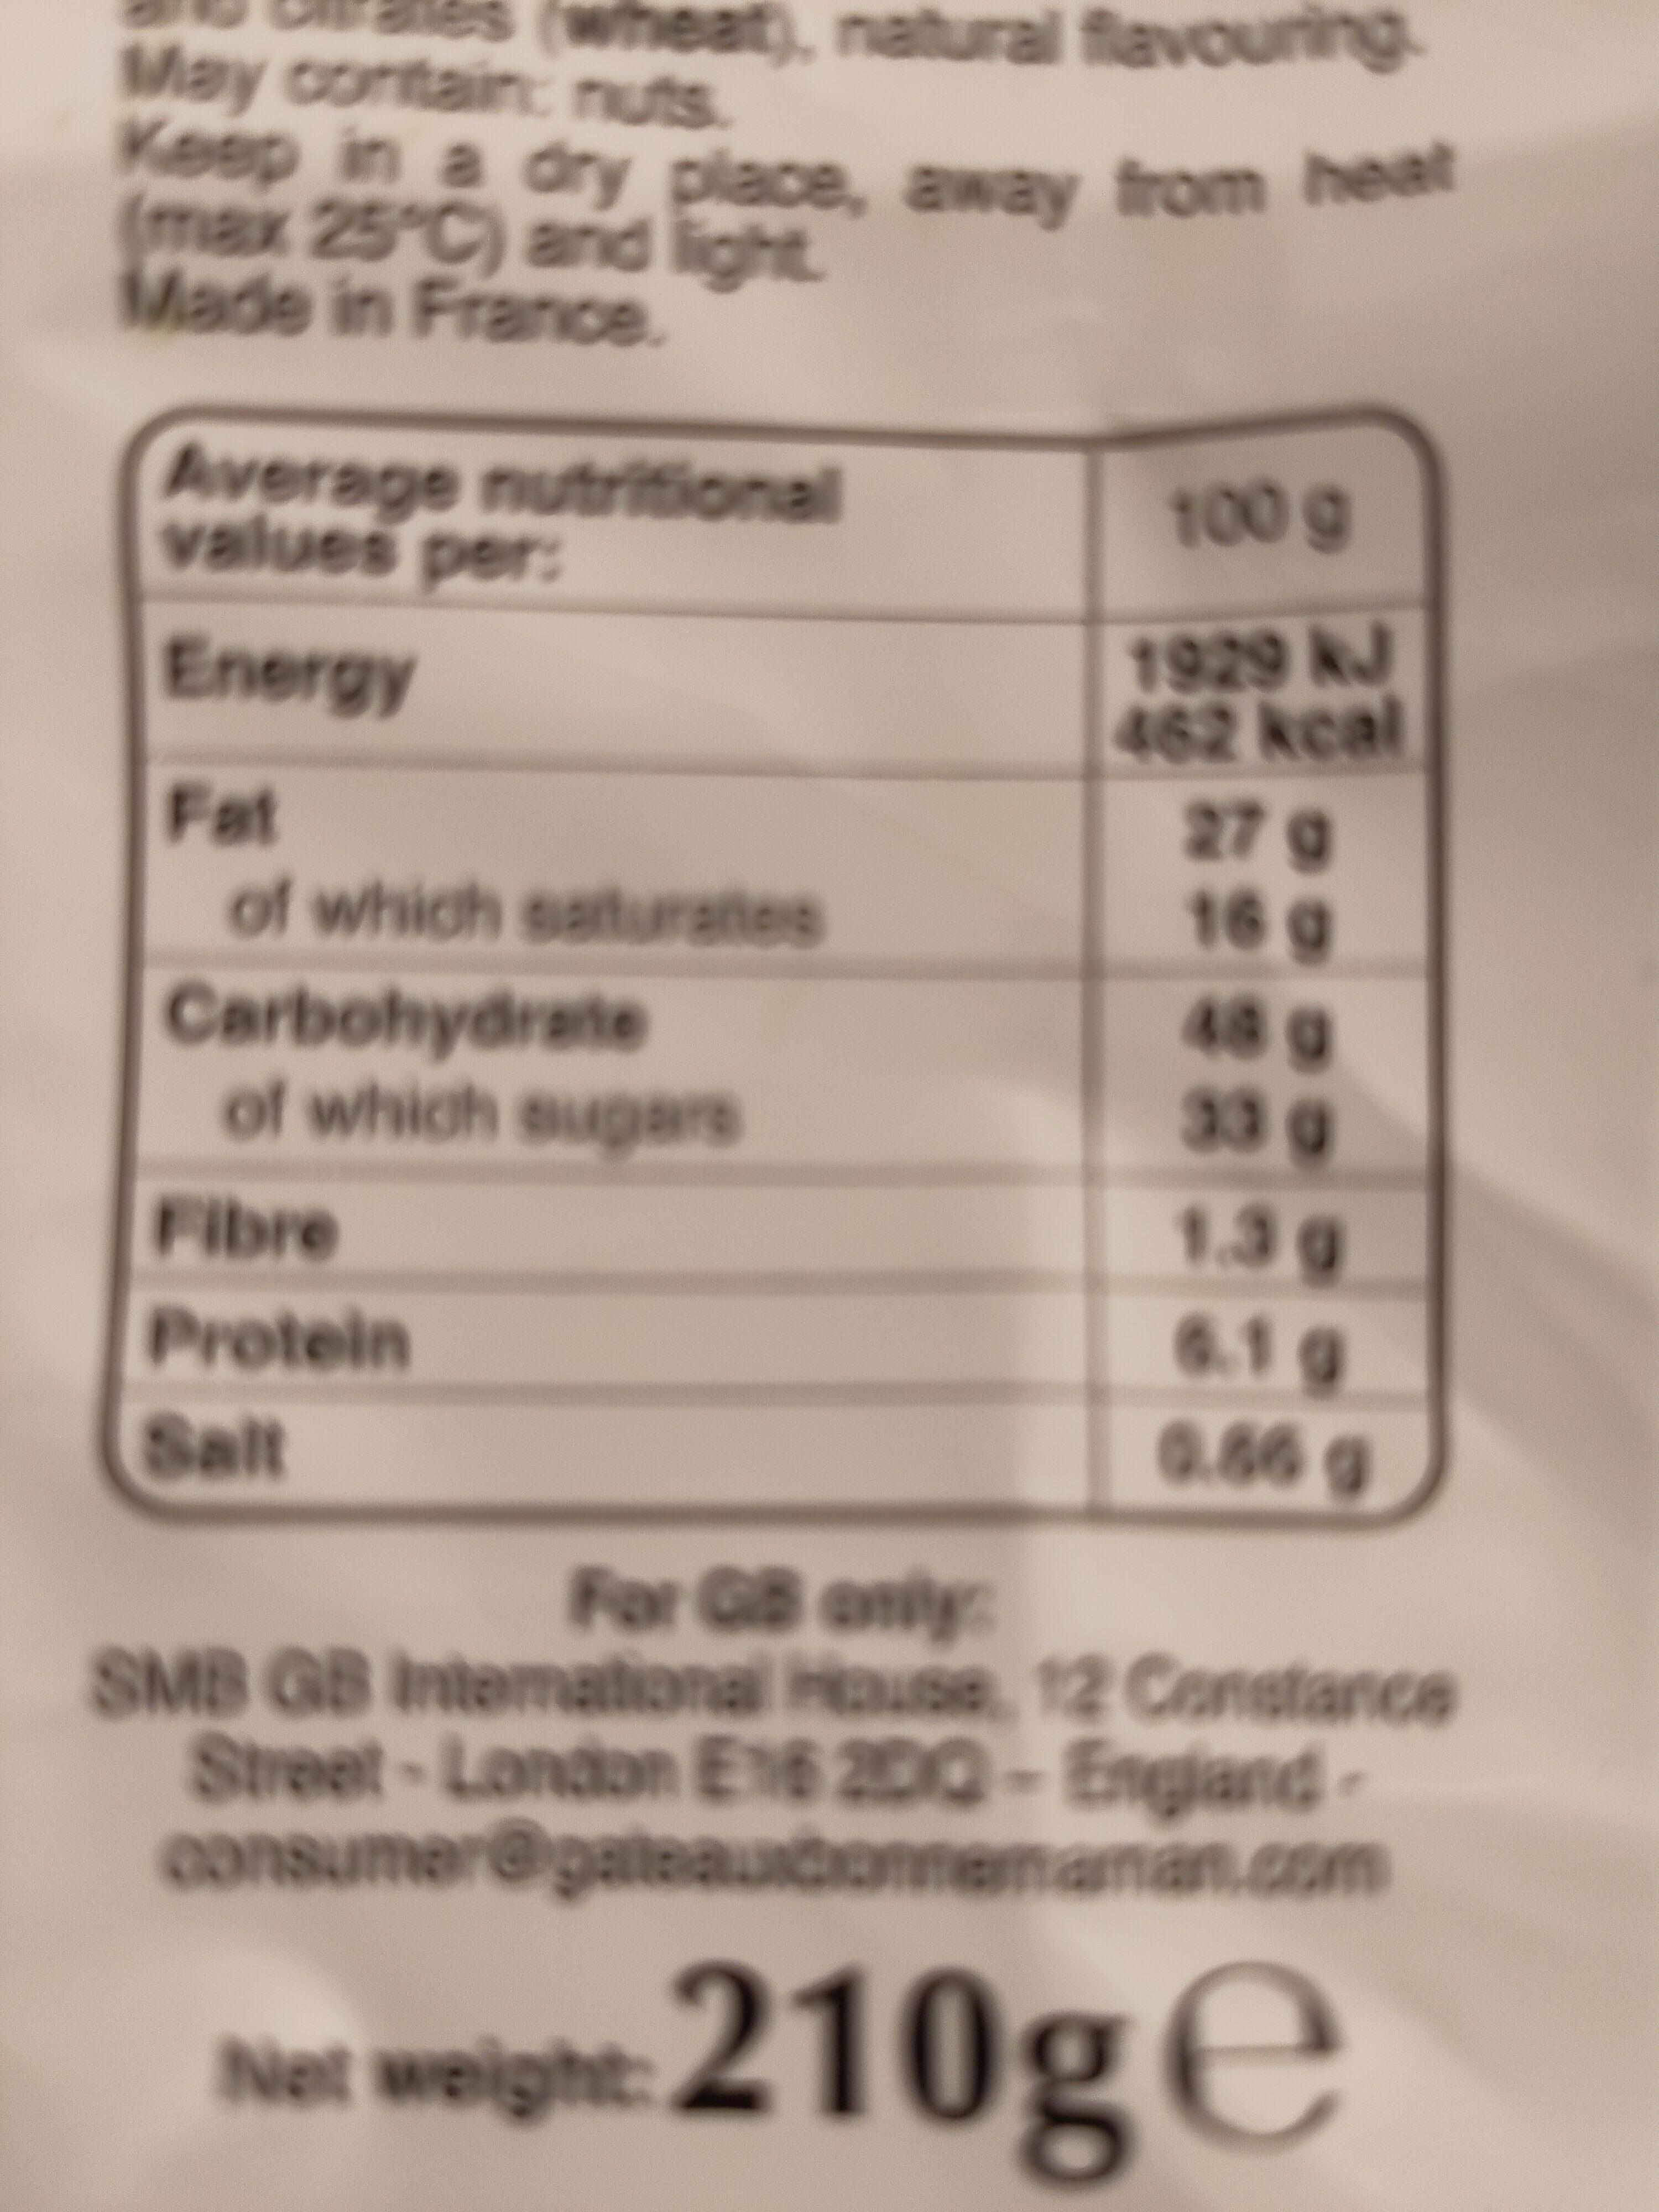 and citrates (wheat), natural flavouring.
May contain: nuts.
Keep in a dry place, away from heat
(max 25°C) and light.
Made in France.
Average nutritional
values per:
100 g
Energy
1929 kJ
462 kcal
Fat
27 g
of which saturates
16 g
Carbohydrate
48 g
of which sugars
33 g
Fibre
1.3 g
Protein
6.1 g
Salt
g
For GB only:
SMB GB International House, 12 Constance
Street - London E16 2DQ – England -
consumer@gateauxbonnemaman.com
Net weight: 210g ℮